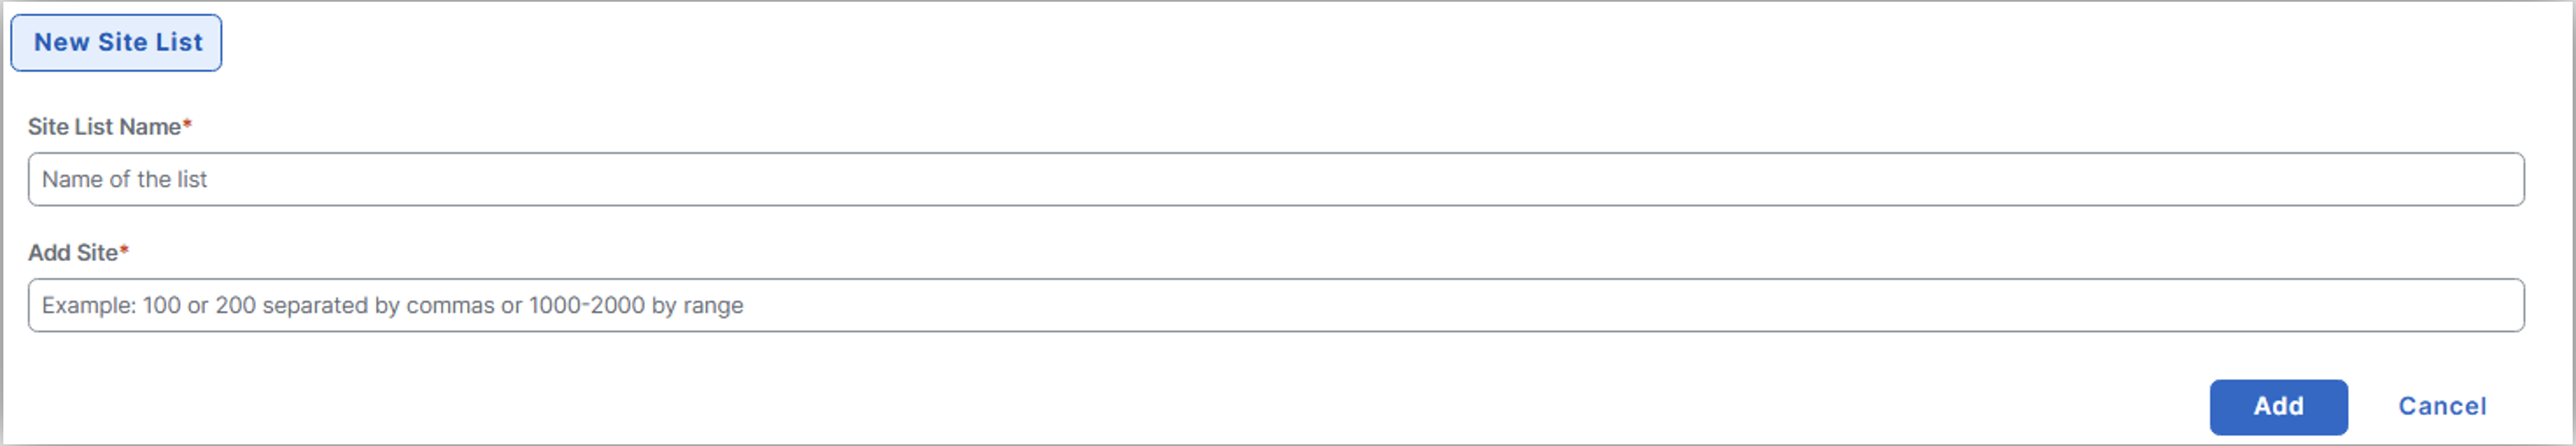 New Site List
Site List Name*
Name of the list
Add Site*
Example: 100 or 200 separated by commas or 1000-2000 by range
Add Cancel